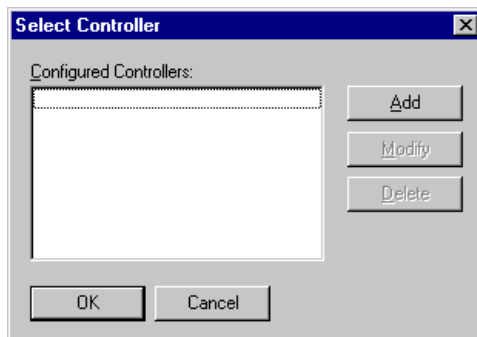 Select Controller
Configured Controllers:
Add
Modify
Delete
OK Cancel